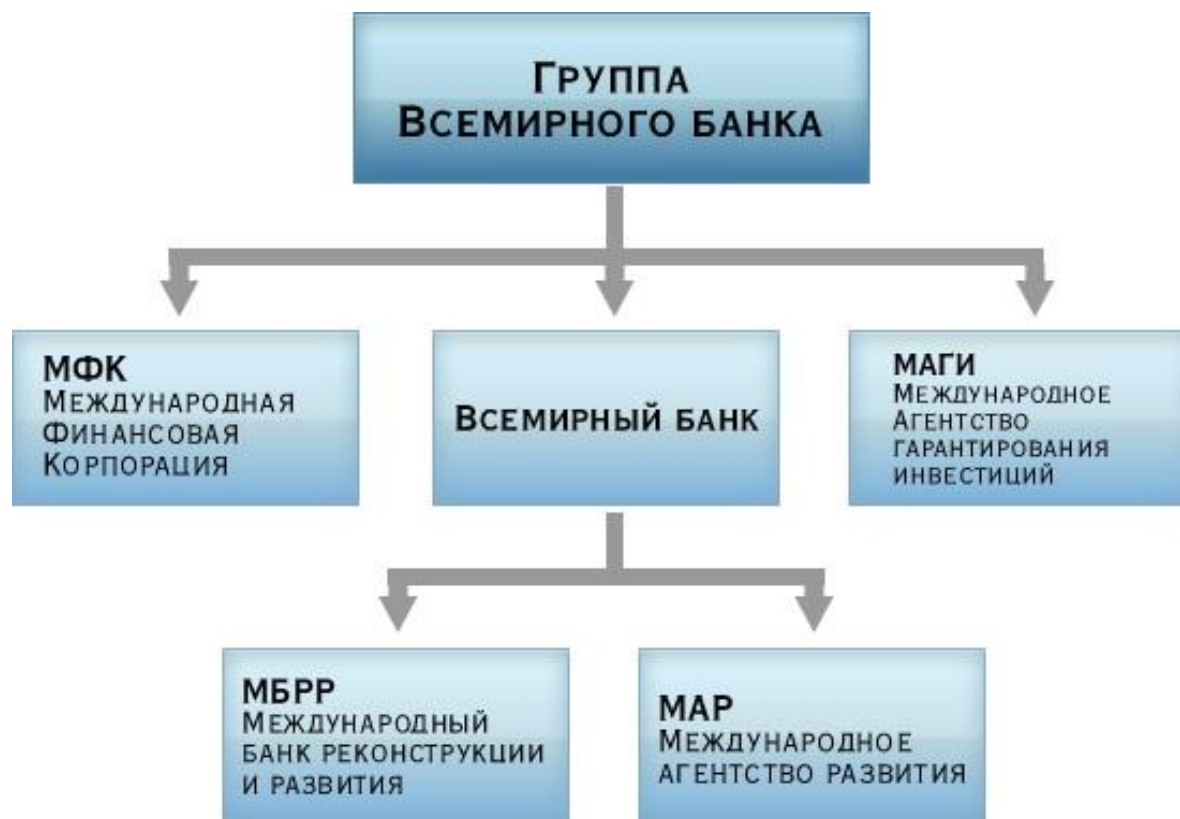 Группа
Всемирного банка
МФК
Международная
Финансовая
Корпорация
Всемирный банк
МАГИ
Международное
Агентство
гарантирования
инвестиций
МБРР
Международный
банк реконструкции
и развития
МАР
Международное
агентство развития